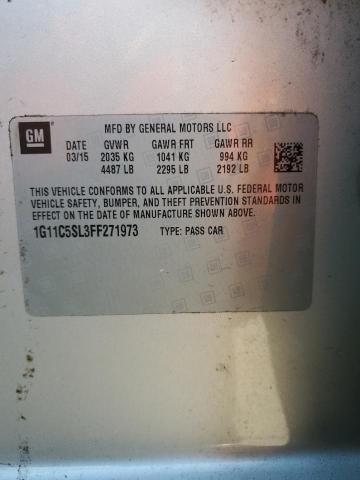 GM
MFD BY GENERAL MOTORS LLC
DATE GVWR GAWR FRT GAWR RR
03/15 2035 KG 1041 KG 994 KG
4487 LB 2295 LB 2192 LB
THIS VEHICLE CONFORMS TO ALL APPLICABLE U.S. FEDERAL MOTOR
VEHICLE SAFETY, BUMPER, AND THEFT PREVENTION STANDARDS
IN EFFECT ON THE DATE OF MANUFACTURE SHOWN ABOVE.
1G11C5SL3FF271973 TYPE: PASS CAR